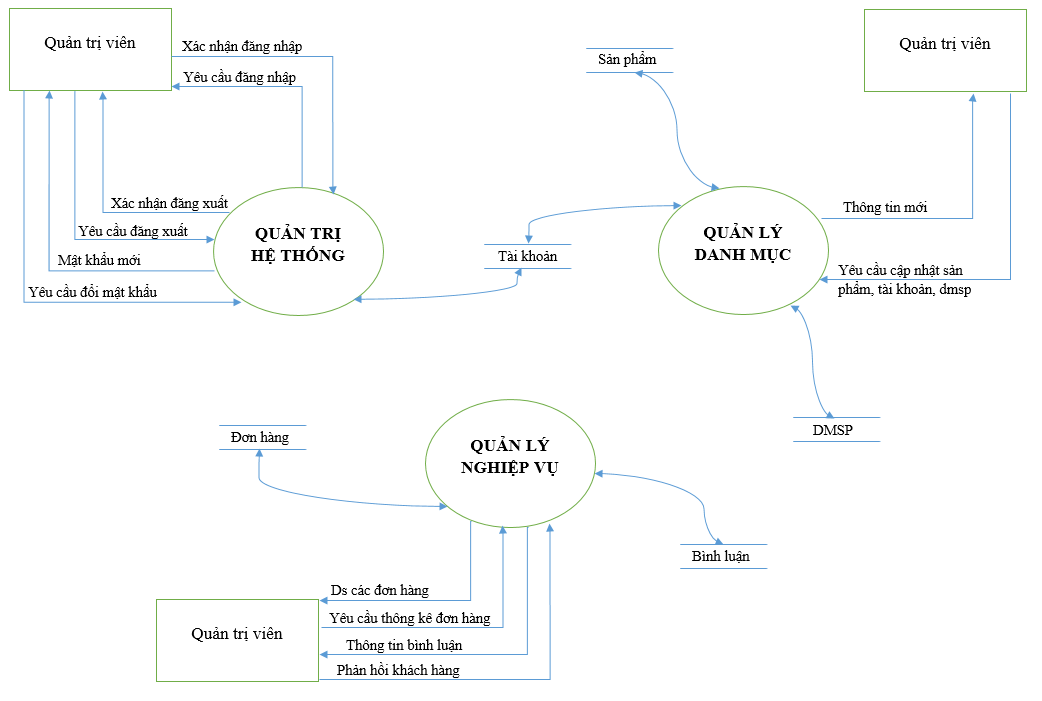 Quản trị viên
Xác nhận đăng nhập
Yêu cầu đăng nhập
Xác nhận đăng xuất
Yêu cầu đăng xuất
Mật khẩu mới
Yêu cầu đổi mật khẩu
QUẢN TRỊ
HỆ THỐNG
Sản phẩm
Tài khoản
Quản trị viên
QUẢN LÝ
DANH MỤC
Thông tin mới
Yêu cầu cập nhật sản
phẩm, tài khoản, dmsp
DMSP
Đơn hàng
QUẢN LÝ
NGHIỆP VỤ
Bình luận
Quản trị viên
Ds các đơn hàng
Yêu cầu thông kê đơn hàng
Thông tin bình luận
Phản hồi khách hàng